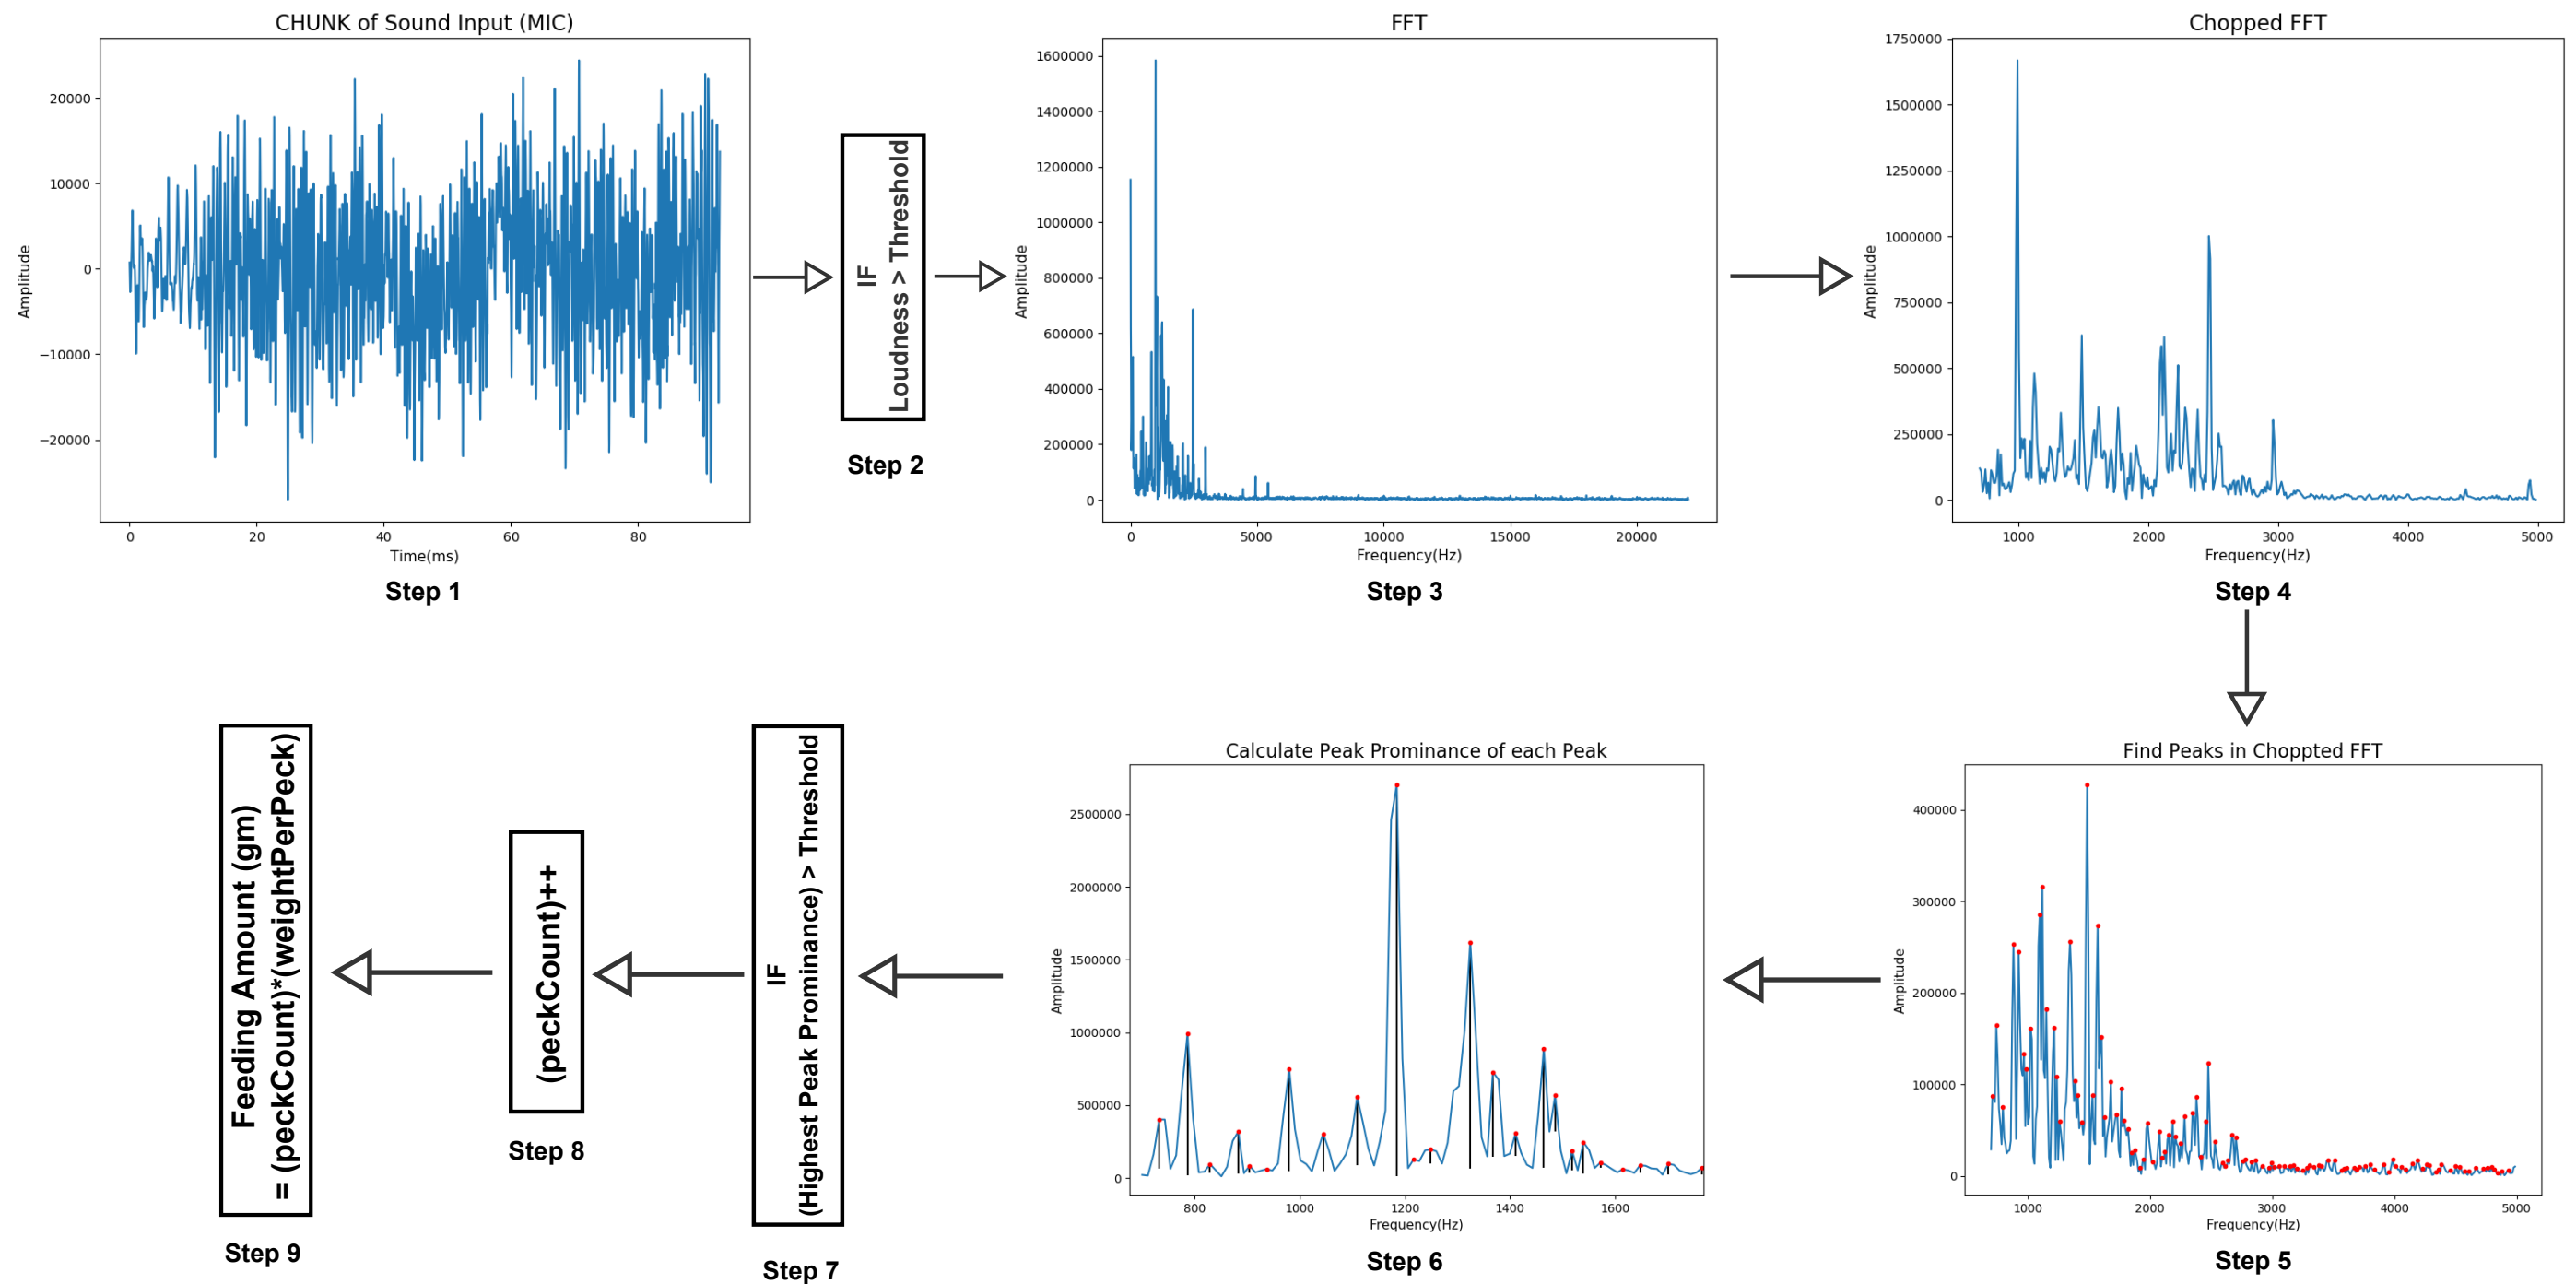 CHUNK of Sound Input (MIC)
Amplitude
20000
10000
0
−10000
−20000
0 20 40 60 80
Time(ms)
Step 1
IF
Loudness > Threshold
Step 2
FFT
Amplitude
1600000
1400000
1200000
1000000
800000
600000
400000
200000
0
0 5000 10000 15000 20000
Frequency(Hz)
Step 3
Chopped FFT
Amplitude
1750000
1500000
1250000
1000000
750000
500000
250000
0
1000 2000 3000 4000 5000
Frequency(Hz)
Step 4
Find Peaks in Choppted FFT
Amplitude
400000
300000
200000
100000
0
1000 2000 3000 4000 5000
Frequency(Hz)
Step 5
Calculate Peak Prominance of each Peak
Amplitude
2500000
2000000
1500000
1000000
500000
0
800 1000 1200 1400 1600
Frequency(Hz)
Step 6
IF
(Highest Peak Prominance) > Threshold
Step 7
(peckCount)++
Step 8
Feeding Amount (gm)
= (peckCount)*(weightPerPeck)
Step 9